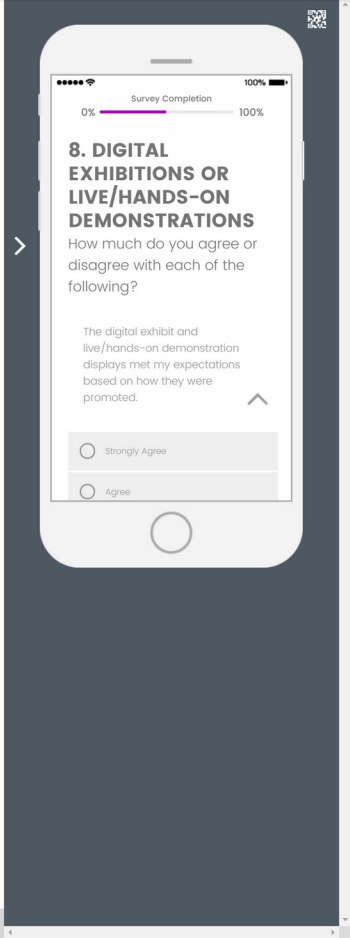 100%
Survey Completion
0% 100%
8. DIGITAL
EXHIBITIONS OR
LIVE/HANDS-ON
DEMONSTRATIONS
How much do you agree or
disagree with each of the
following?
The digital exhibit and
live/hands-on demonstration
displays met my expectations
based on how they were
promoted.
Strongly Agree
Agree